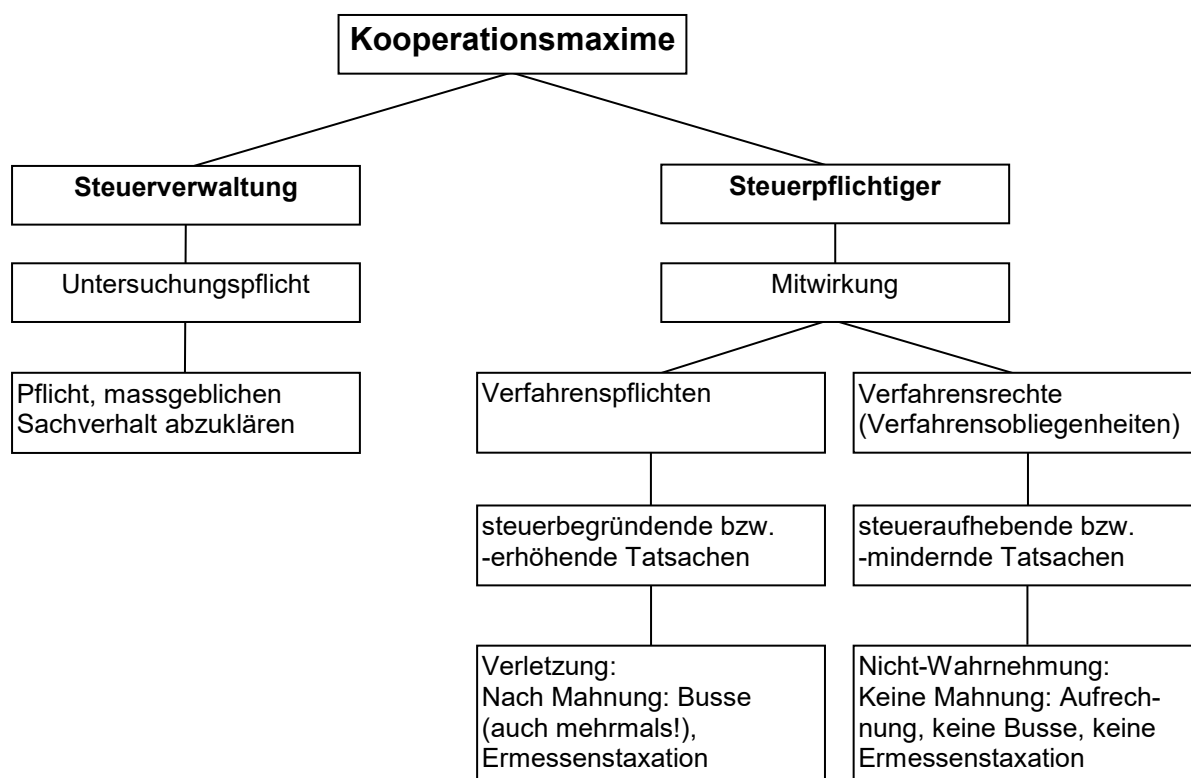 Kooperationsmaxime
Steuerverwaltung
Steuerpflichtiger
Untersuchungspflicht
Mitwirkung
Pflicht, massgeblichen
Sachverhalt abzuklären
Verfahrenspflichten
Verfahrensrechte
(Verfahrensobliegenheiten)
steuerbegründende bzw.
-erhöhende Tatsachen
steueraufhebende bzw.
-mindernde Tatsachen
Verletzung:
Nach Mahnung: Busse
(auch mehrmals!),
Ermessenstaxation
Nicht-Wahrnehmung:
Keine Mahnung: Aufrech-
nung, keine Busse, keine
Ermessenstaxation